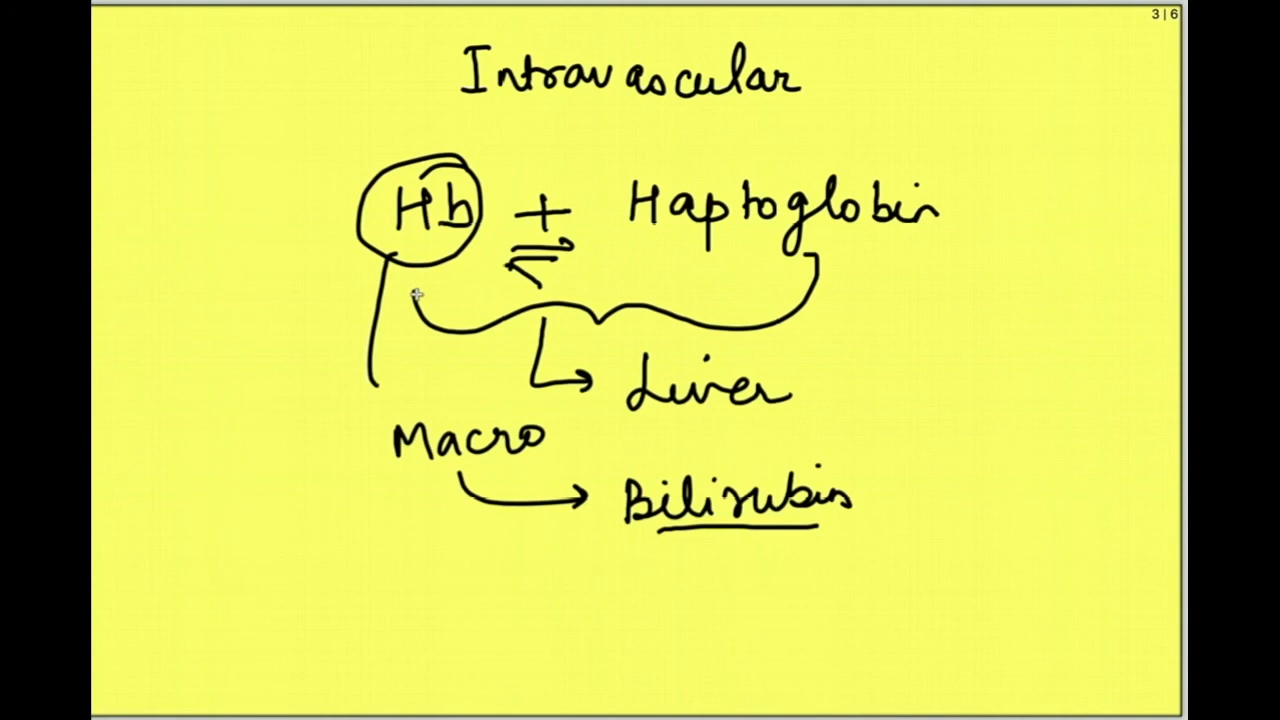 3 | 6
Intravascular
Hb + Haptoglobin
Liver
Macro
Bilirubin